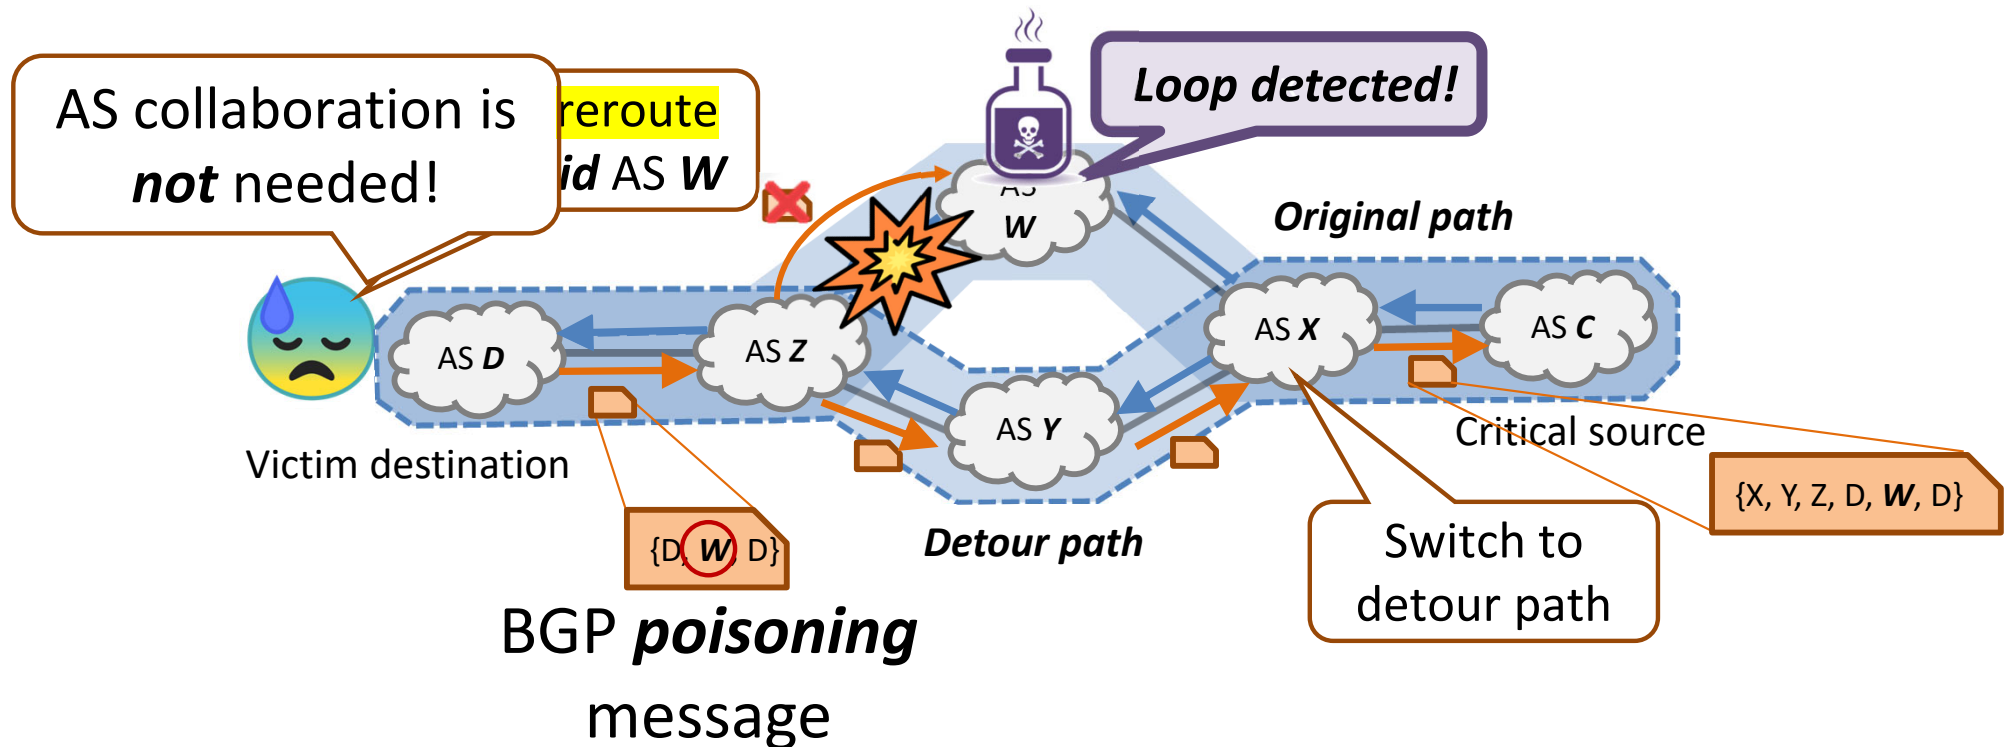 AS collaboration is
not needed!
reroute
id AS W
Loop detected!
AS
W
Original path
AS D
AS Z
AS X
AS C
AS Y
Victim destination
Critical source
{D, W, D}
{X, Y, Z, D, W, D}
Detour path
Switch to
detour path
BGP poisoning
message